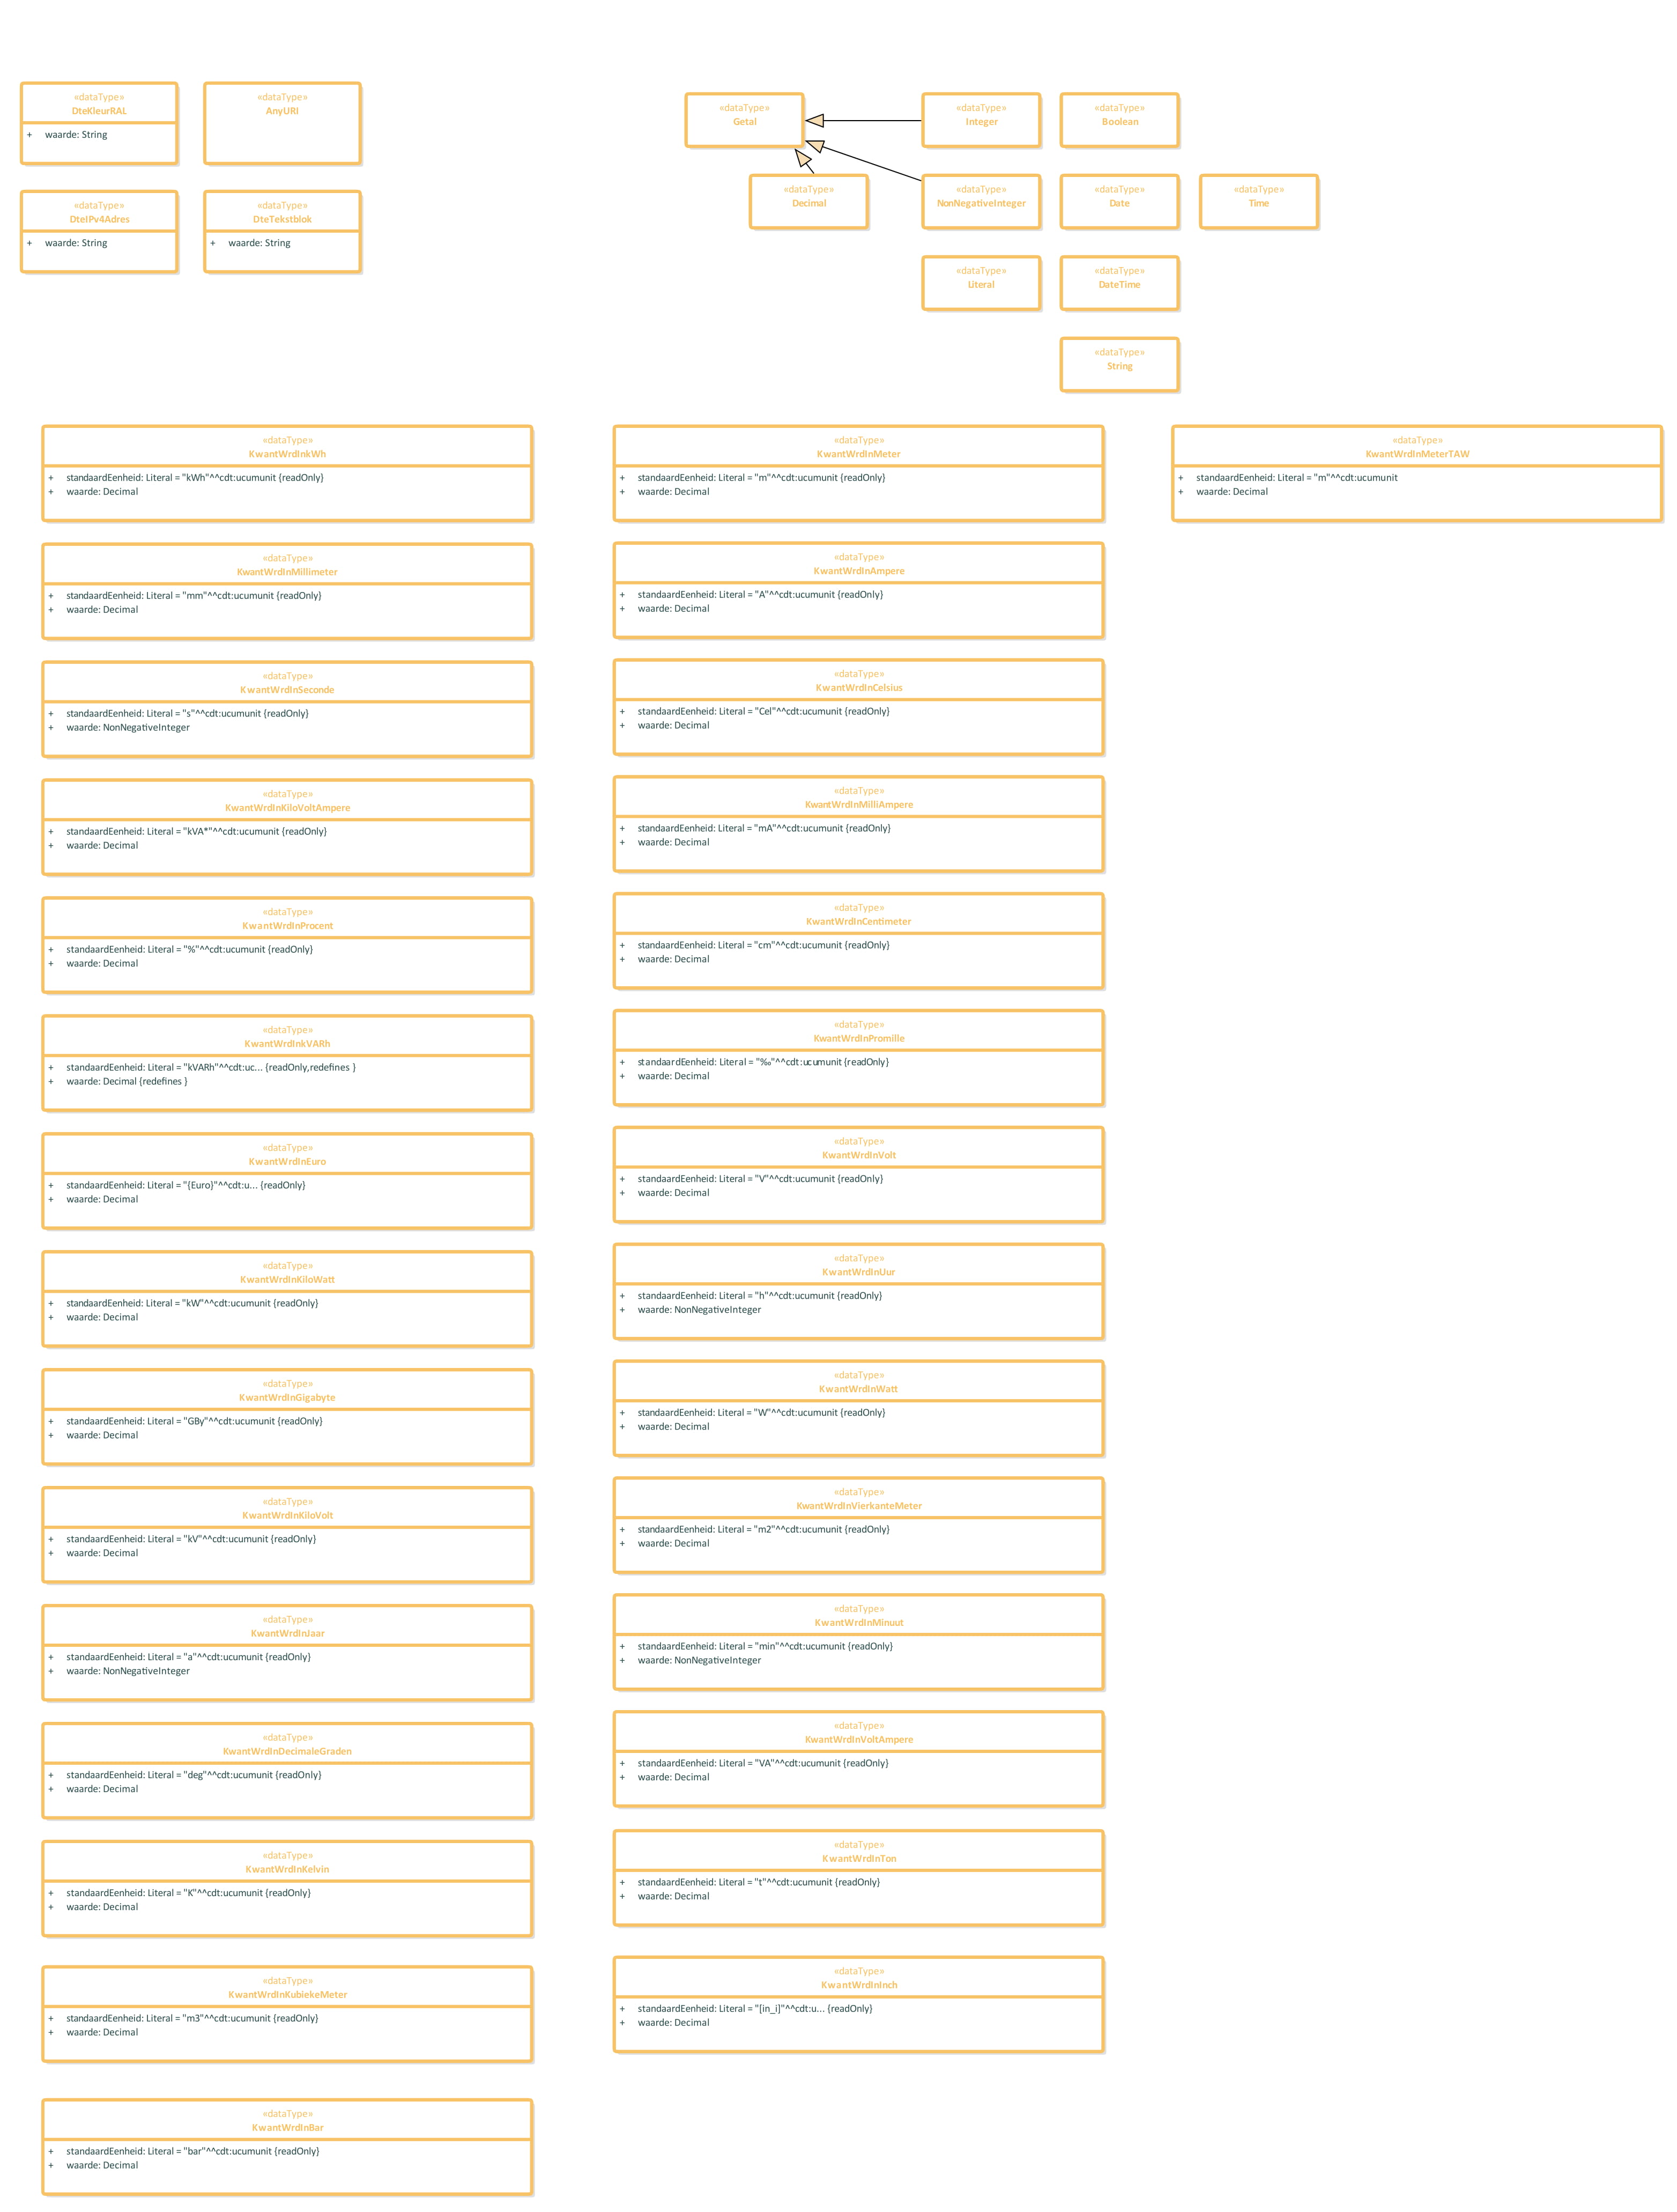 «dataType»
DteKleurRAL
+ waarde: String
«dataType»
AnyURI
«dataType»
DteIPv4Adres
+ waarde: String
«dataType»
DteTekstblok
+ waarde: String
«dataType»
Getal
«dataType»
Integer
«dataType»
Boolean
«dataType»
Decimal
«dataType»
NonNegativeInteger
«dataType»
Date
«dataType»
Time
«dataType»
Literal
«dataType»
DateTime
«dataType»
String
«dataType»
KwantWrdInkWh
+ standaardEenheid: Literal = "kWh"^^cdt:ucumunit {readOnly}
+ waarde: Decimal
«dataType»
KwantWrdInMillimeter
+ standaardEenheid: Literal = "mm"^^cdt:ucumunit {readOnly}
+ waarde: Decimal
«dataType»
KwantWrdInSeconde
+ standaardEenheid: Literal = "s"^^cdt:ucumunit {readOnly}
+ waarde: NonNegativeInteger
«dataType»
KwantWrdInKiloVoltAmpere
+ standaardEenheid: Literal = "kVA*"^^cdt:ucumunit {readOnly}
+ waarde: Decimal
«dataType»
KwantWrdInProcent
+ standaardEenheid: Literal = "%"^^cdt:ucumunit {readOnly}
+ waarde: Decimal
«dataType»
KwantWrdInkVARh
+ standaardEenheid: Literal = "kVARh"^^cdt:uc... {readOnly,redefines }
+ waarde: Decimal {redefines }
«dataType»
KwantWrdInEuro
+ standaardEenheid: Literal = "{Euro}"^^cdt:u... {readOnly}
+ waarde: Decimal
«dataType»
KwantWrdInKiloWatt
+ standaardEenheid: Literal = "kW"^^cdt:ucumunit {readOnly}
+ waarde: Decimal
«dataType»
KwantWrdInGigabyte
+ standaardEenheid: Literal = "GBy"^^cdt:ucumunit {readOnly}
+ waarde: Decimal
«dataType»
KwantWrdInKiloVolt
+ standaardEenheid: Literal = "kV"^^cdt:ucumunit {readOnly}
+ waarde: Decimal
«dataType»
KwantWrdInJaar
+ standaardEenheid: Literal = "a"^^cdt:ucumunit {readOnly}
+ waarde: NonNegativeInteger
«dataType»
KwantWrdInDecimaleGraden
+ standaardEenheid: Literal = "deg"^^cdt:ucumunit {readOnly}
+ waarde: Decimal
«dataType»
KwantWrdInKelvin
+ standaardEenheid: Literal = "K"^^cdt:ucumunit {readOnly}
+ waarde: Decimal
«dataType»
KwantWrdInKubiekeMeter
+ standaardEenheid: Literal = "m3"^^cdt:ucumunit {readOnly}
+ waarde: Decimal
«dataType»
KwantWrdInBar
+ standaardEenheid: Literal = "bar"^^cdt:ucumunit {readOnly}
+ waarde: Decimal
«dataType»
KwantWrdInMeter
+ standaardEenheid: Literal = "m"^^cdt:ucumunit {readOnly}
+ waarde: Decimal
«dataType»
KwantWrdInAmpere
+ standaardEenheid: Literal = "A"^^cdt:ucumunit {readOnly}
+ waarde: Decimal
«dataType»
KwantWrdInCelsius
+ standaardEenheid: Literal = "Cel"^^cdt:ucumunit {readOnly}
+ waarde: Decimal
«dataType»
KwantWrdInMilliAmpere
+ standaardEenheid: Literal = "mA"^^cdt:ucumunit {readOnly}
+ waarde: Decimal
«dataType»
KwantWrdInCentimeter
+ standaardEenheid: Literal = "cm"^^cdt:ucumunit {readOnly}
+ waarde: Decimal
«dataType»
KwantWrdInPromille
+ standaardEenheid: Literal = "‰"^^cdt:ucumunit {readOnly}
+ waarde: Decimal
«dataType»
KwantWrdInVolt
+ standaardEenheid: Literal = "V"^^cdt:ucumunit {readOnly}
+ waarde: Decimal
«dataType»
KwantWrdInUur
+ standaardEenheid: Literal = "h"^^cdt:ucumunit {readOnly}
+ waarde: NonNegativeInteger
«dataType»
KwantWrdInWatt
+ standaardEenheid: Literal = "W"^^cdt:ucumunit {readOnly}
+ waarde: Decimal
«dataType»
KwantWrdInVierkanteMeter
+ standaardEenheid: Literal = "m2"^^cdt:ucumunit {readOnly}
+ waarde: Decimal
«dataType»
KwantWrdInMinuut
+ standaardEenheid: Literal = "min"^^cdt:ucumunit {readOnly}
+ waarde: NonNegativeInteger
«dataType»
KwantWrdInVoltAmpere
+ standaardEenheid: Literal = "VA"^^cdt:ucumunit {readOnly}
+ waarde: Decimal
«dataType»
KwantWrdInTon
+ standaardEenheid: Literal = "t"^^cdt:ucumunit {readOnly}
+ waarde: Decimal
«dataType»
KwantWrdInInch
+ standaardEenheid: Literal = "[in_i]"^^cdt:u... {readOnly}
+ waarde: Decimal
«dataType»
KwantWrdInMeterTAW
+ standaardEenheid: Literal = "m"^^cdt:ucumunit
+ waarde: Decimal